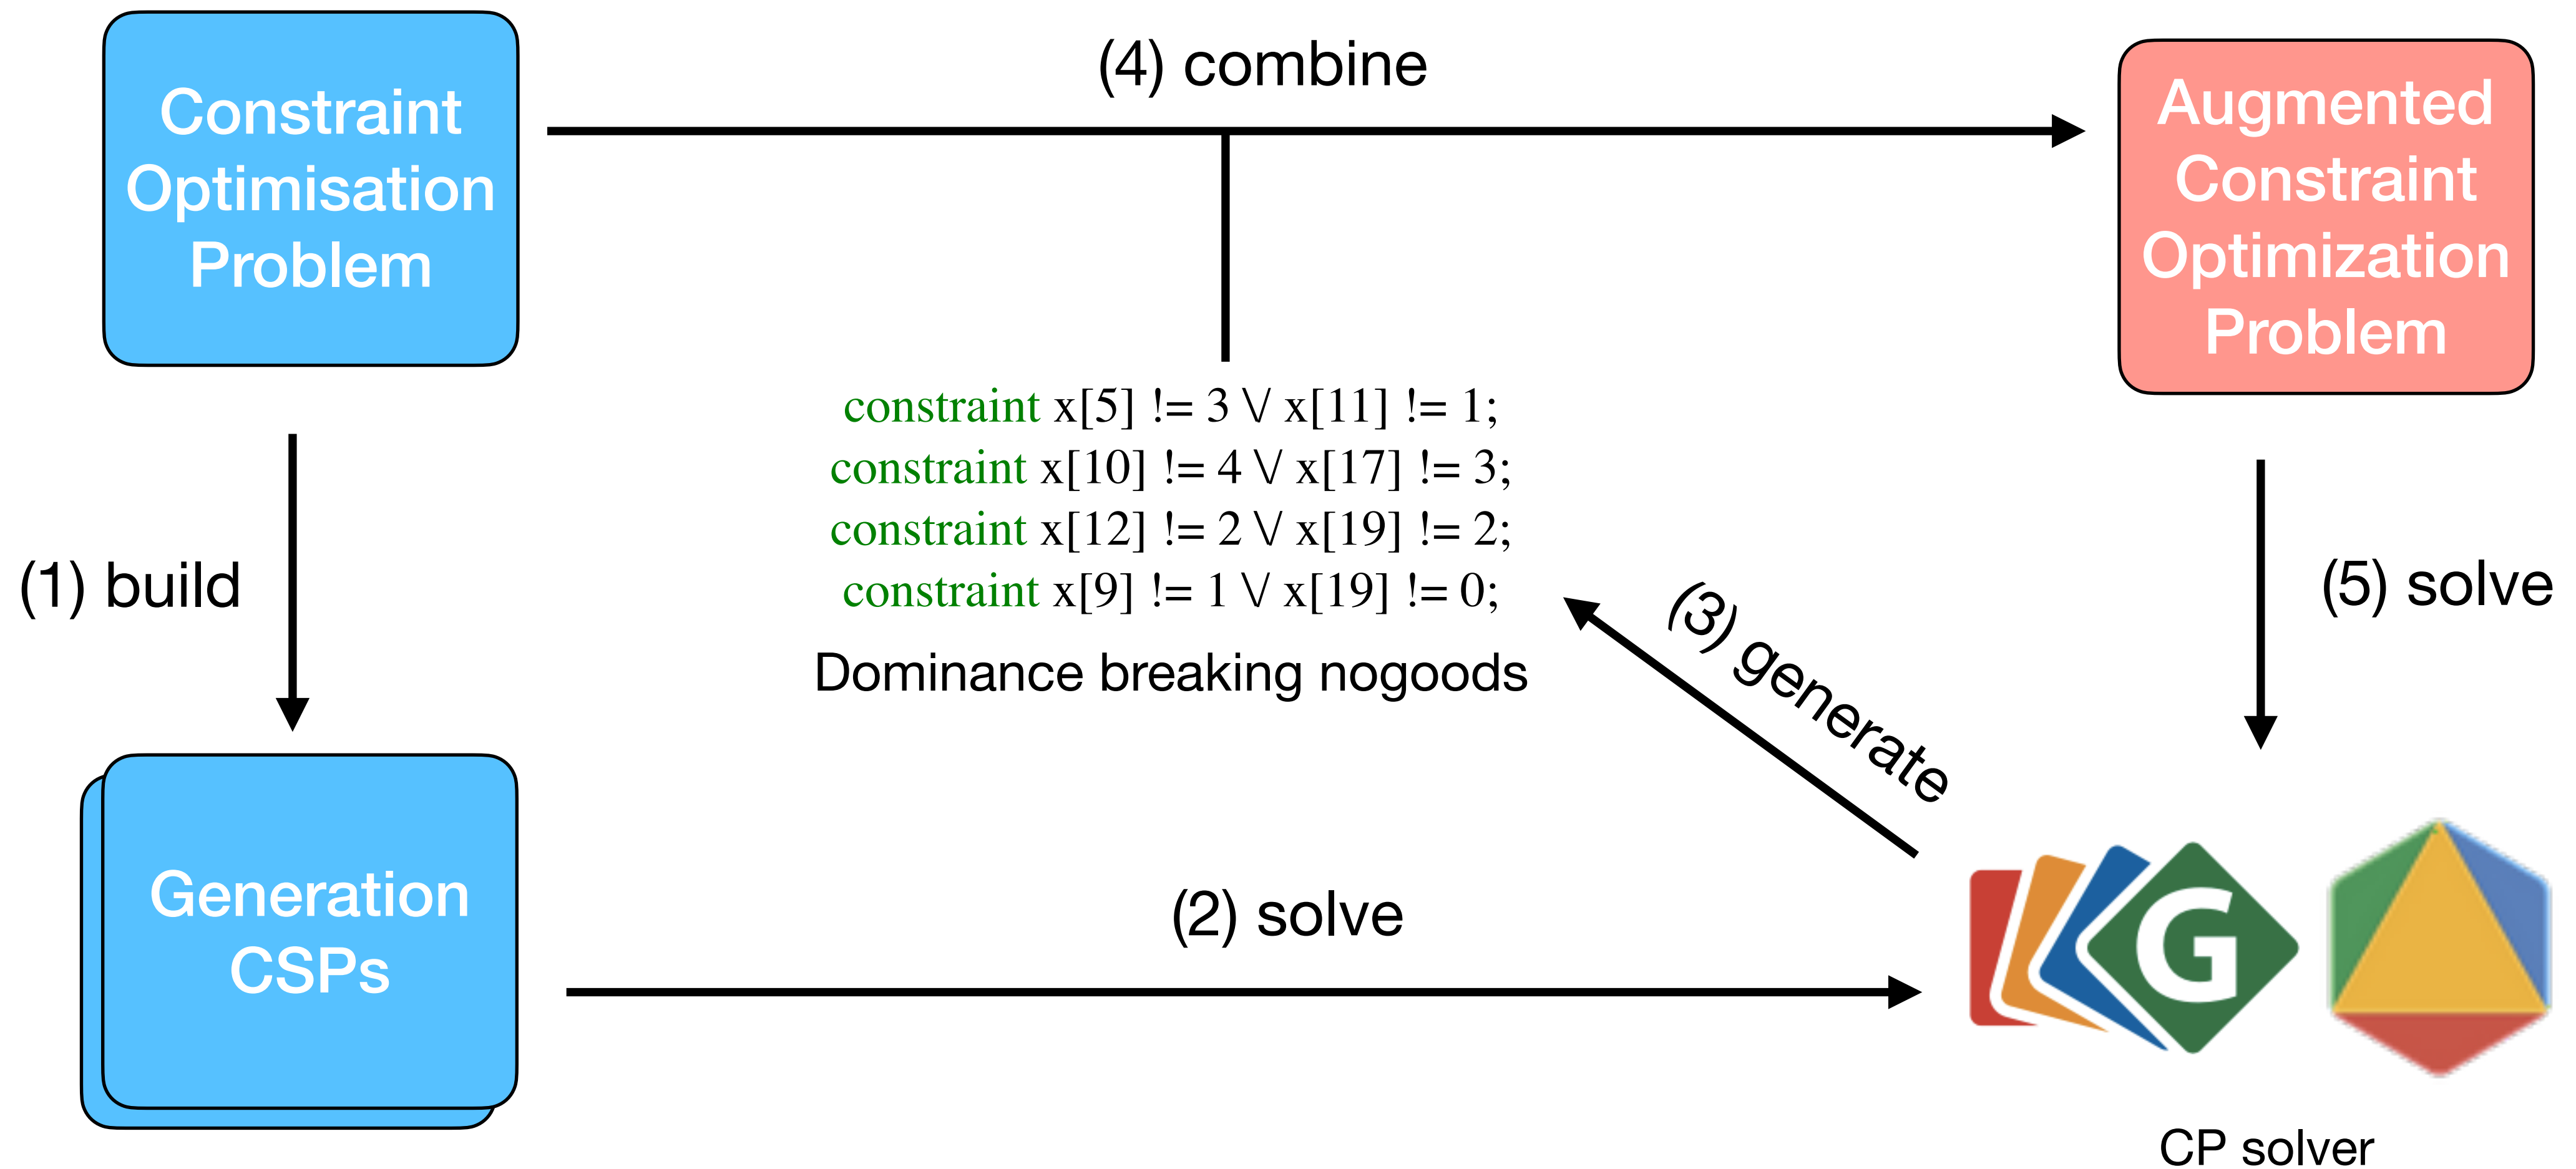 Constraint
Optimisation
Problem
(4) combine
Augmented
Constraint
Optimization
Problem
constraint x[5] != 3 \/ x[11] != 1;
constraint x[10] != 4 \/ x[17] != 3;
constraint x[12] != 2 \/ x[19] != 2;
constraint x[9] != 1 \/ x[19] != 0;
Dominance breaking nogoods
(1) build
(3) generate
(5) solve
Generation
CSPs
(2) solve
G
CP solver